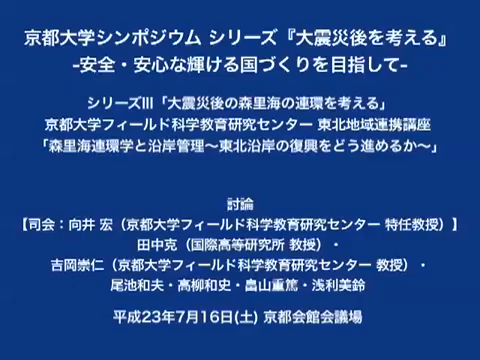 京都大学シンポジウム シリーズ『大震災後を考える』
-安全・安心な輝ける国づくりを目指して-
シリーズⅢ「大震災後の森里海の連環を考える」
京都大学フィールド科学教育研究センター 東北地域連携講座
「森里海連環学と沿岸管理〜東北沿岸の復興をどう進めるか〜」
討論
【司会：向井 宏（京都大学フィールド科学教育研究センター 特任教授）】
田中克（国際高等研究所 教授）・
吉岡崇仁（京都大学フィールド科学教育研究センター 教授）・
尾池和夫・高柳和史・畠山重篤・浅利美鈴
平成23年7月16日(土) 京都会館会議場